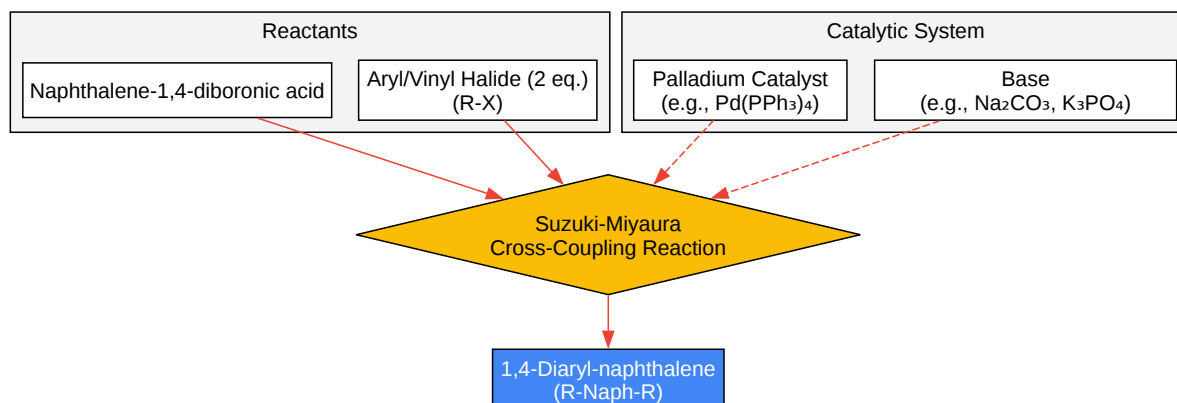 Reactants
Naphthalene-1,4-diboronic acid
Aryl/Vinyl Halide (2 eq.)
(R-X)
Catalytic System
Palladium Catalyst
(e.g., Pd(PPh₃)₄)
Base
(e.g., Na₂CO₃, K₃PO₄)
Suzuki-Miyaura
Cross-Coupling Reaction
1,4-Diaryl-naphthalene
(R-Naph-R)